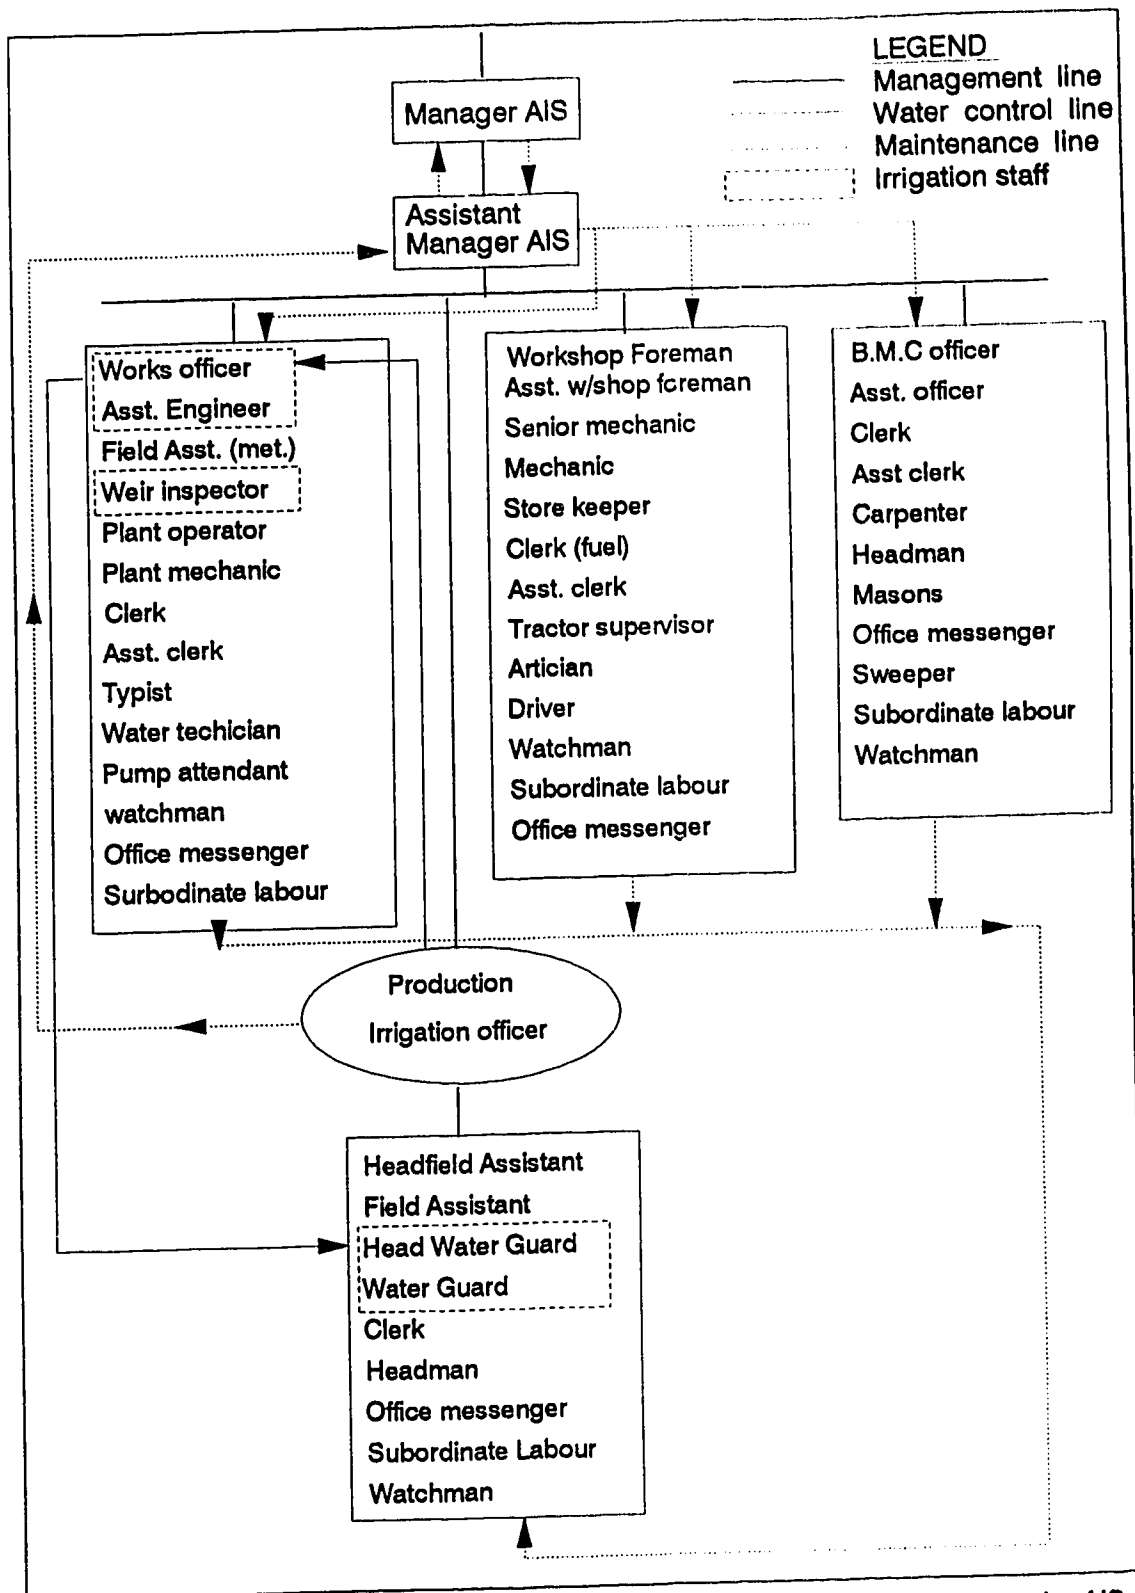 LEGEND
Management line
Water control line
Maintenance line
Irrigation staff
Manager AIS
Assistant
Manager AIS
Works officer
Asst. Engineer
Field Asst. (met.)
Weir inspector
Plant operator
Plant mechanic
Clerk
Asst. clerk
Typist
Water techician
Pump attendant
watchman
Office messenger
Surbodinate labour
Workshop Foreman
Asst. w/shop foreman
Senior mechanic
Mechanic
Store keeper
Clerk (fuel)
Asst. clerk
Tractor supervisor
Artician
Driver
Watchman
Subordinate labour
Office messenger
B.M.C officer
Asst. officer
Clerk
Asst clerk
Carpenter
Headman
Masons
Office messenger
Sweeper
Subordinate labour
Watchman
Production
Irrigation officer
Headfield Assistant
Field Assistant
Head Water Guard
Water Guard
Clerk
Headman
Office messenger
Subordinate Labour
Watchman